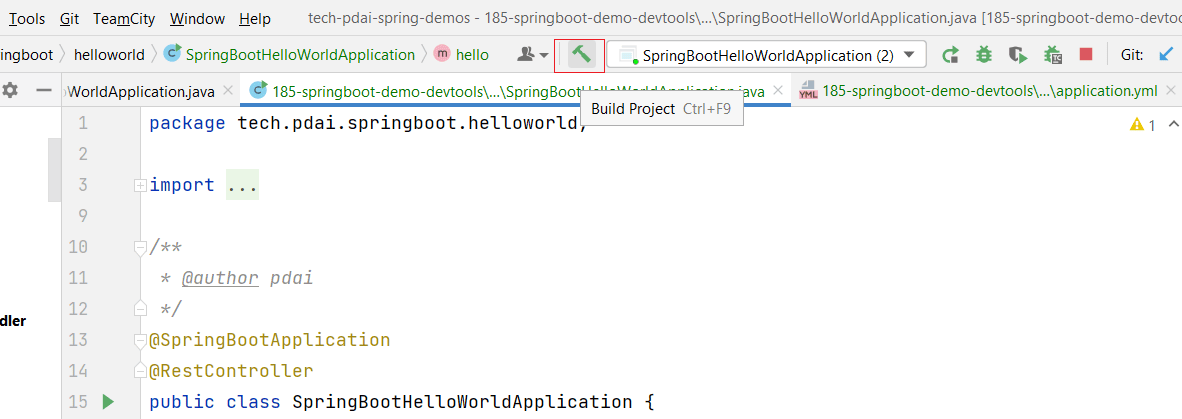 Tools Git TeamCity Window Help tech-pdai-spring-demos - 185-springboot-demo-devtools\...\SpringBootHelloWorldApplication.java [185-springboot-demo-devtoo
ingboot helloworld SpringBootHelloWorldApplication hello SpringBootHelloWorldApplication (2) Git:
WorldApplication.java 185-springboot-demo-devtools\...\SpringBootHelloWorldApplication.java 185-springboot-demo-devtools\...\application.yml
Build Project Ctrl+F9
1 package tech.pdai.springboot.helloworld; 1
2
3 import ...
9
10 /**
11 * @author pdai
12 */
dler
13 @SpringBootApplication
14 @RestController
15 public class SpringBootHelloWorldApplication {